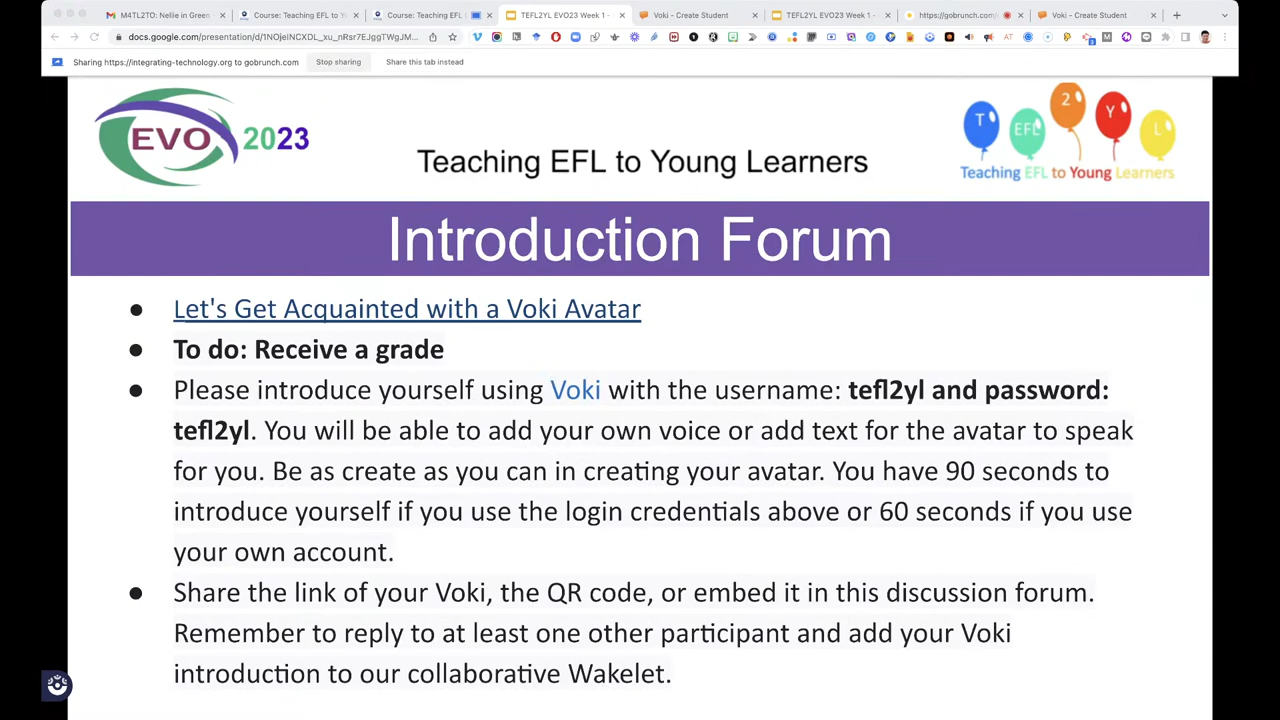 M4TL2TO: Nellie in Green
Course: Teaching EFL to Yo
Course: Teaching EFL
TEFL2YL EVO23 Week 1 -
Voki - Create Student
TEFL2YL EVO23 Week 1 -
https://gobrunch.com/
Voki - Create Student
docs.google.com/presentation/d/1NOjeINCXDL_xu_nRsr7EJggTWgJM...
Sharing https://integrating-technology.org to gobrunch.com
Stop sharing
Share this tab instead
EVO 2023
T EFL 2 Y L
Teaching EFL to Young Learners
Teaching EFL to Young Learners
Introduction Forum
● Let's Get Acquainted with a Voki Avatar
● To do: Receive a grade
● Please introduce yourself using Voki with the username: tefl2yl and password:
tefl2yl. You will be able to add your own voice or add text for the avatar to speak
for you. Be as create as you can in creating your avatar. You have 90 seconds to
introduce yourself if you use the login credentials above or 60 seconds if you use
your own account.
● Share the link of your Voki, the QR code, or embed it in this discussion forum.
Remember to reply to at least one other participant and add your Voki
introduction to our collaborative Wakelet.